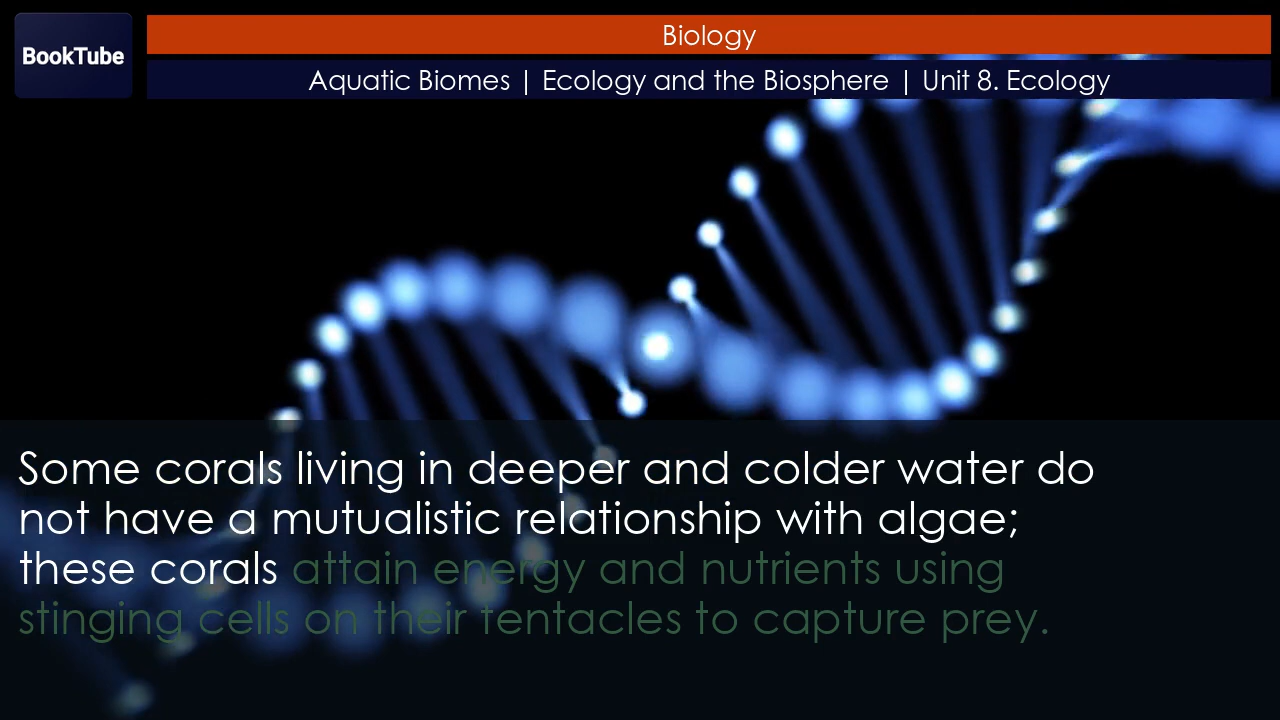 BookTube
Biology
Aquatic Biomes | Ecology and the Biosphere | Unit 8. Ecology
Some corals living in deeper and colder water do
not have a mutualistic relationship with algae;
these corals attain energy and nutrients using
stinging cells on their tentacles to capture prey.